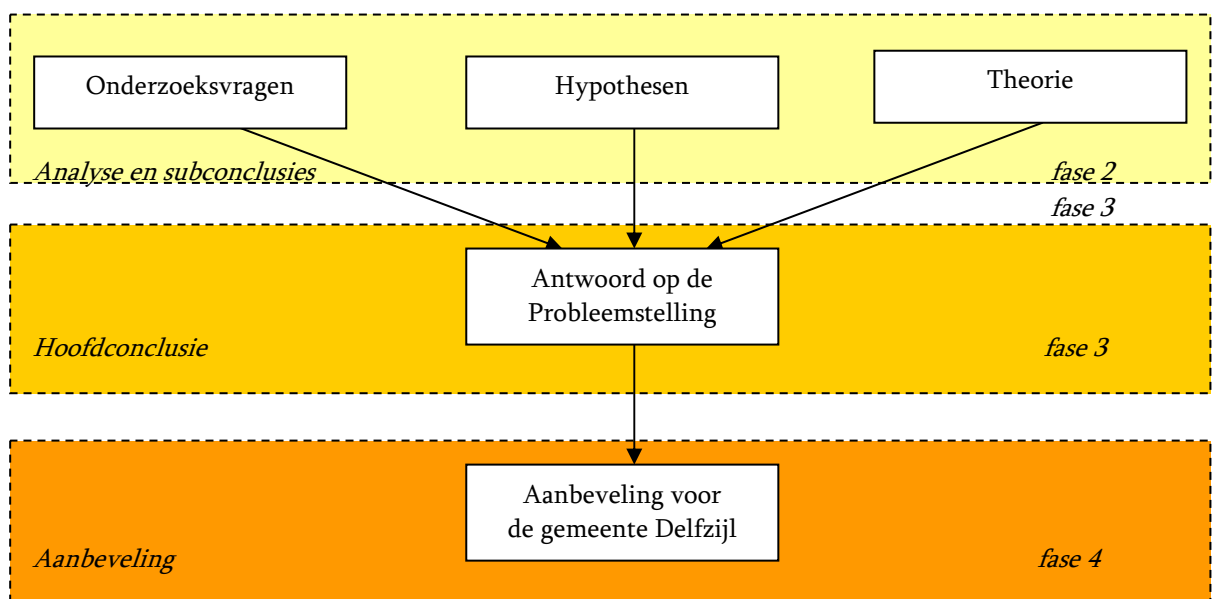 Onderzoeksvragen
Hypothesen
Theorie
Analyse en subconclusies
fase 2
fase 3
Antwoord op de
Probleemstelling
Hoofdconclusie
fase 3
Aanbeveling voor
de gemeente Delfzijl
Aanbeveling
fase 4